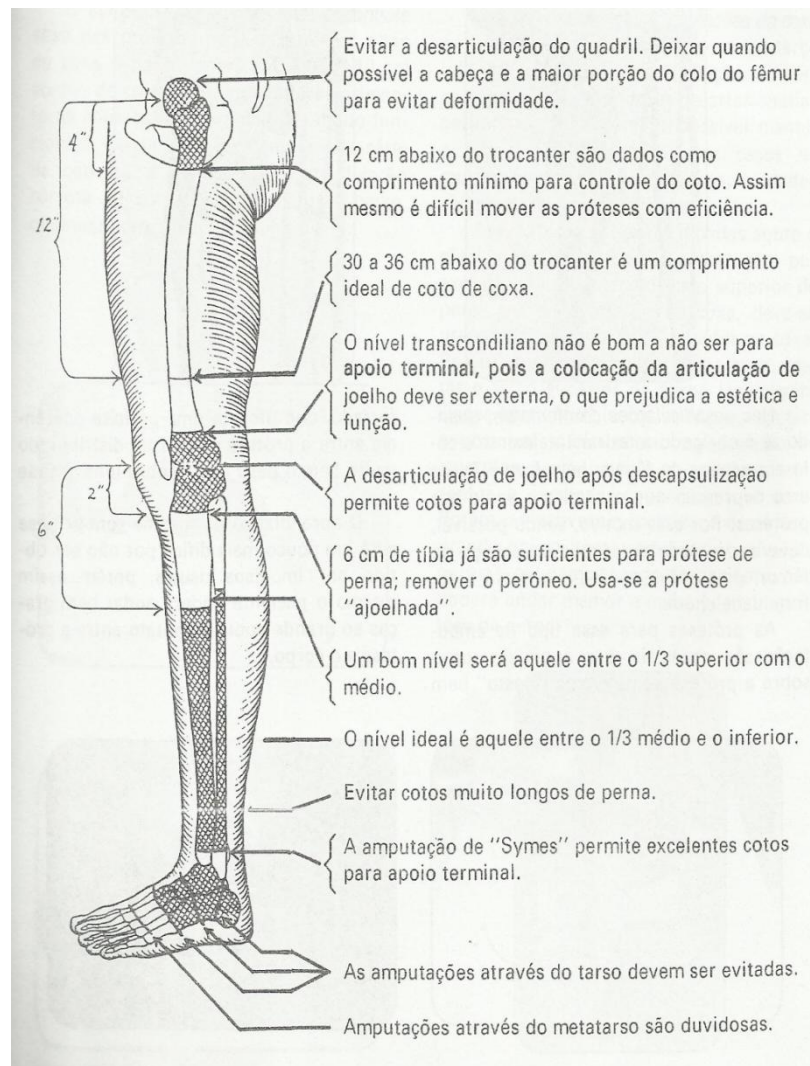 Evitar a desarticulação do quadril. Deixar quando
possível a cabeça e a maior porção do colo do fêmur
para evitar deformidade.
4"
12 cm abaixo do trocanter são dados como
comprimento mínimo para controle do coto. Assim
mesmo é difícil mover as próteses com eficiência.
12"
30 a 36 cm abaixo do trocanter é um comprimento
ideal de coto de coxa.
O nível transcondiliano não é bom a não ser para
apoio terminal, pois a colocação da articulação de
joelho deve ser externa, o que prejudica a estética e
função.
A desarticulação de joelho após descapsulização
permite cotos para apoio terminal.
2"
6"
6 cm de tíbia já são suficientes para prótese de
perna; remover o perôneo. Usa-se a prótese
"ajoelhada".
Um bom nível será aquele entre o 1/3 superior com o
médio.
O nível ideal é aquele entre o 1/3 médio e o inferior.
Evitar cotos muito longos de perna.
A amputação de "Symes" permite excelentes cotos
para apoio terminal.
As amputações através do tarso devem ser evitadas.
Amputações através do metatarso são duvidosas.